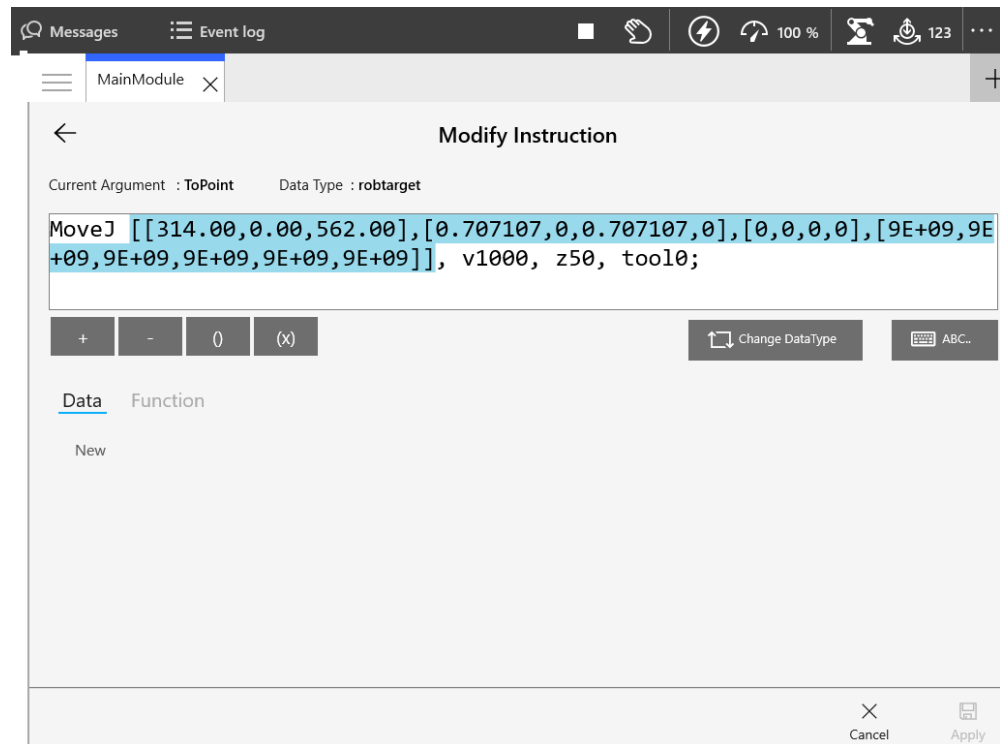 Messages Event log 100 % 123 ...
MainModule
Modify Instruction
Current Argument : ToPoint Data Type : robtarget
MoveJ [[314.00,0.00,562.00],[0.707107,0,0.707107,0],[0,0,0,0],[9E+09,9E
+09,9E+09,9E+09,9E+09,9E+09]], v1000, z50, tool0;
+ - () (x) Change DataType ABC..
Data Function
New
Cancel Apply